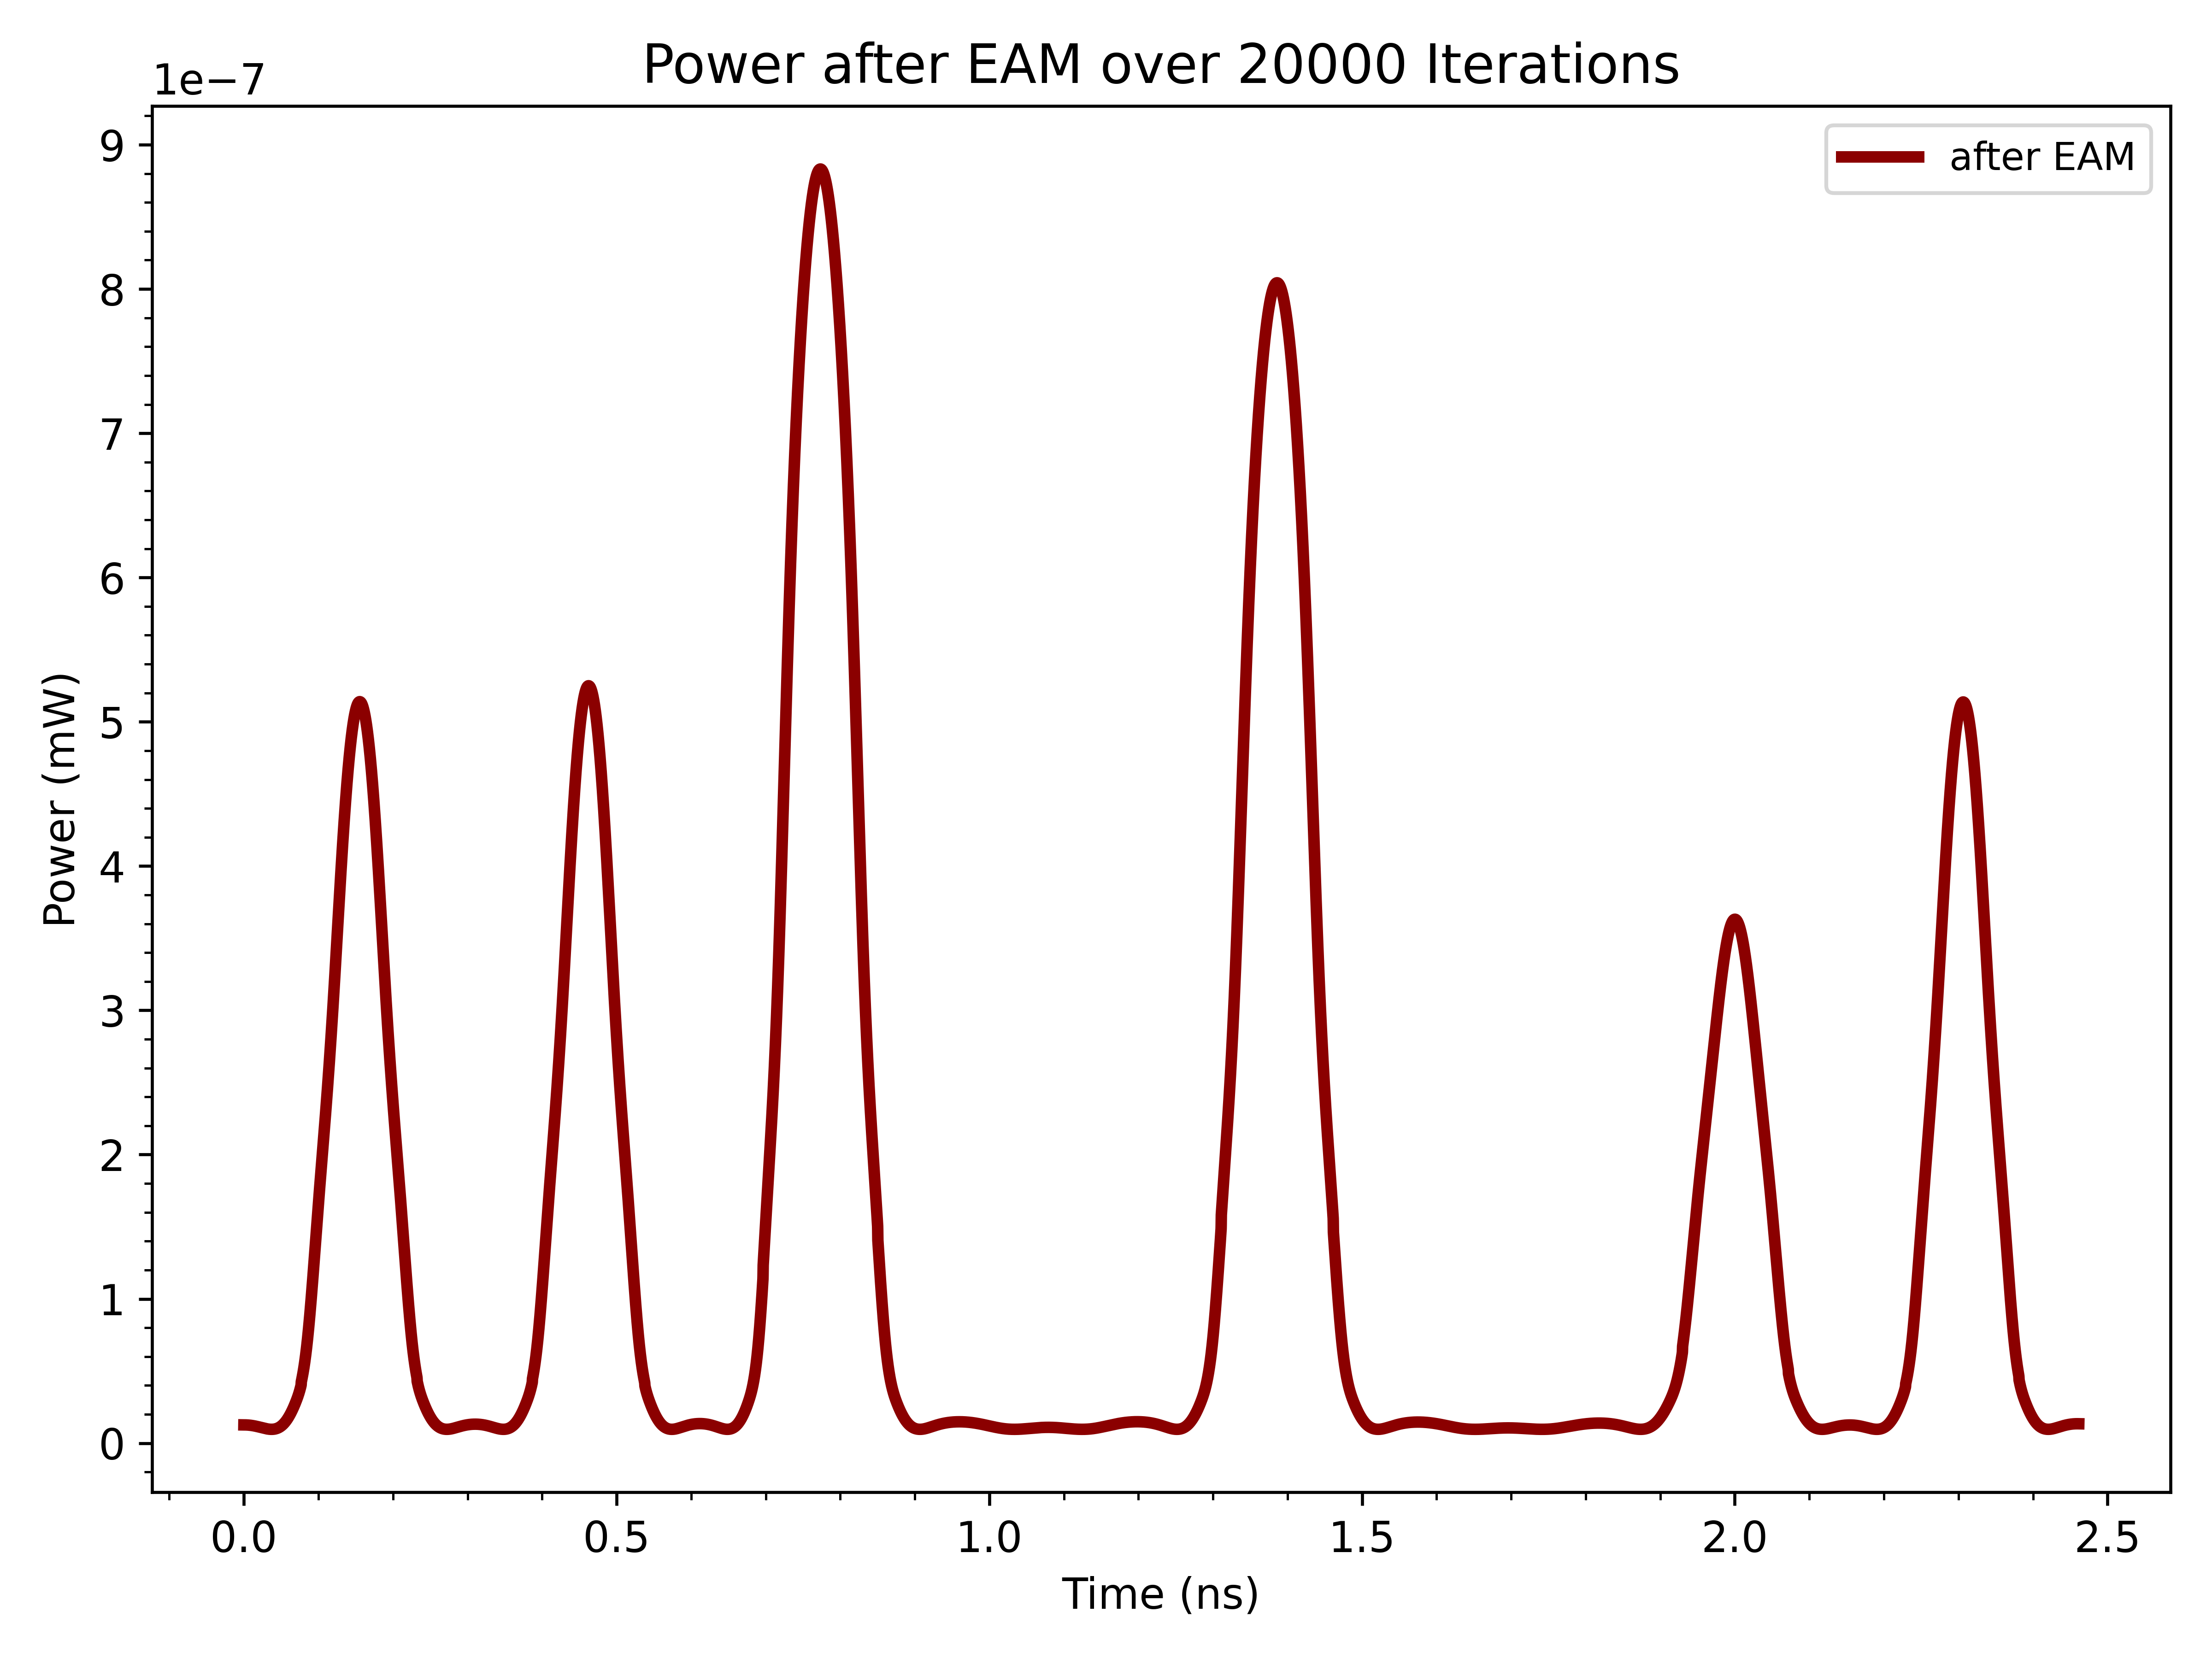 Power after EAM over 20000 Iterations
1e−7
after EAM
9
8
7
6
5
4
3
2
1
0
Power (mW)
0.0 0.5 1.0 1.5 2.0 2.5
Time (ns)